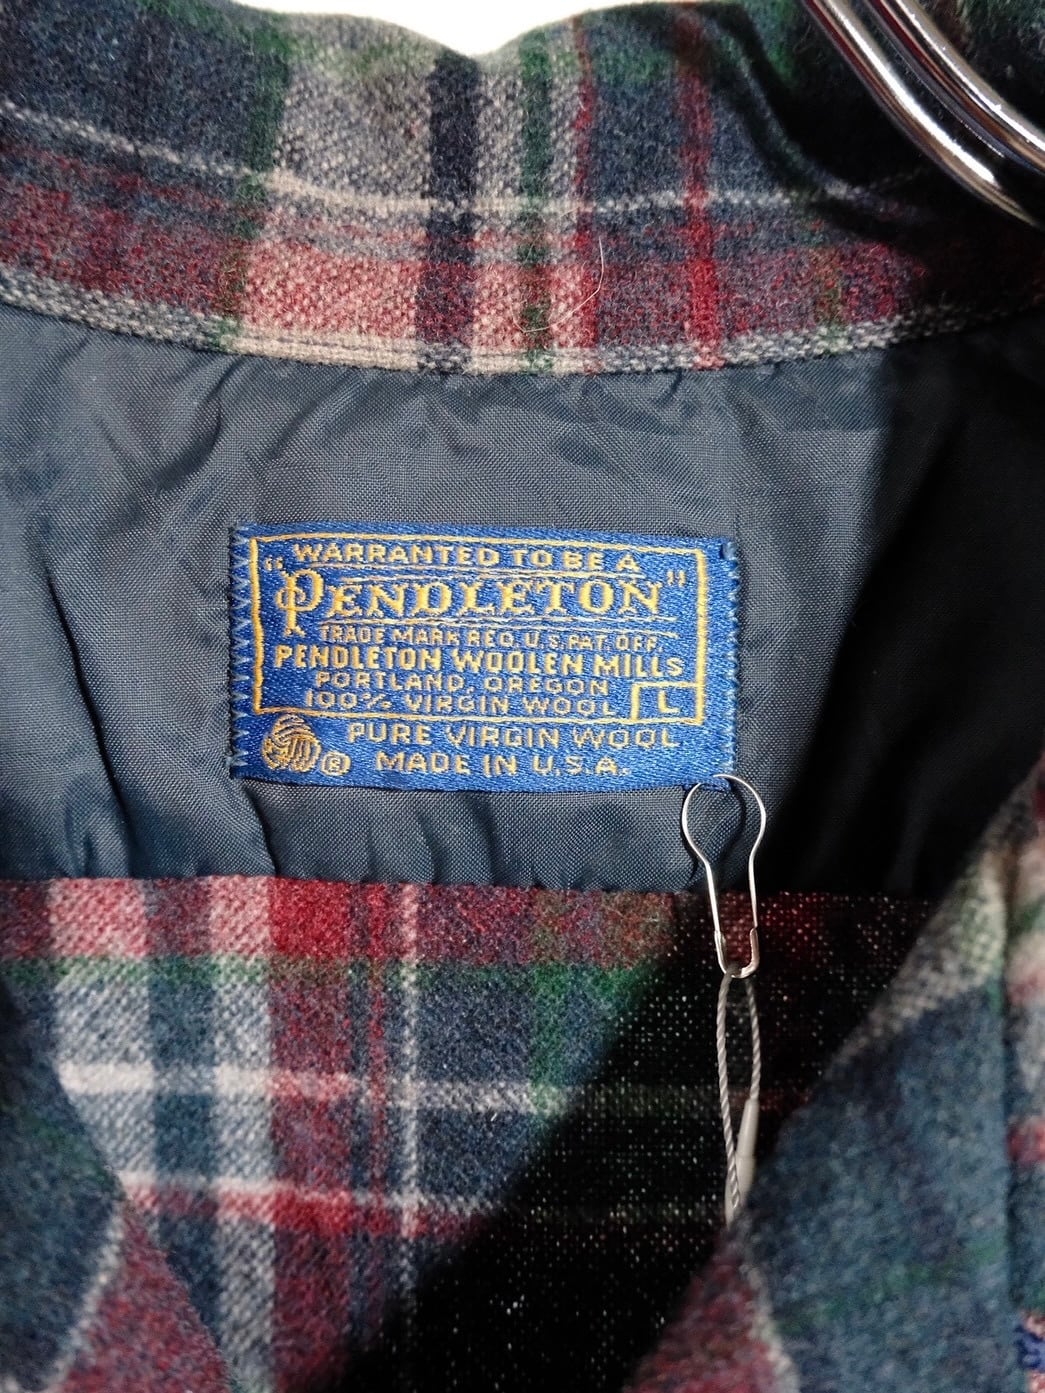 WARRANTED TO BE A
"PENDLETON"
TRADE MARK REG. U.S. PAT. OFF.
PENDLETON WOOLEN MILLS
PORTLAND, OREGON
100% VIRGIN WOOL L
PURE VIRGIN WOOL
® MADE IN U.S.A.